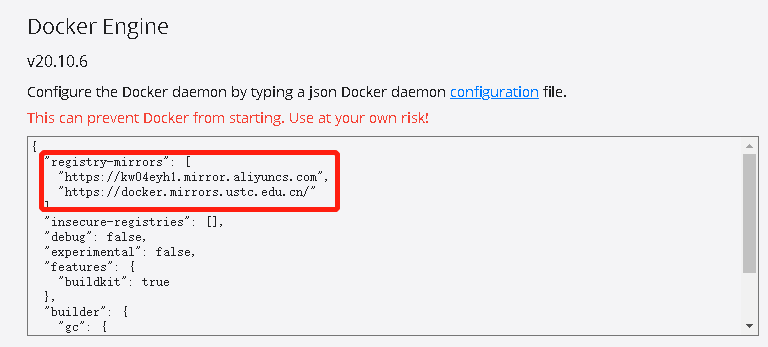 Docker Engine
v20.10.6
Configure the Docker daemon by typing a json Docker daemon configuration file.
This can prevent Docker from starting. Use at your own risk!
{
"registry-mirrors": [
"https://kw04eyh1.mirror.aliyuncs.com",
"https://docker.mirrors.ustc.edu.cn/"
]
"insecure-registries": [],
"debug": false,
"experimental": false,
"features": {
"buildkit": true
},
"builder": {
"gc": {